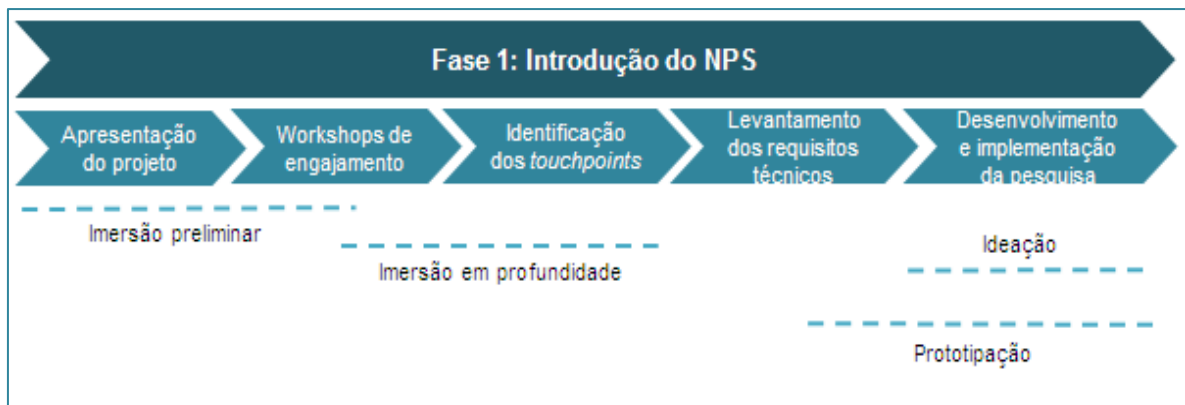 Fase 1: Introdução do NPS
Apresentação
do projeto
Workshops de
engajamento
Identificação
dos touchpoints
Levantamento
dos requisitos
técnicos
Desenvolvimento
e implementação
da pesquisa
Imersão preliminar
Imersão em profundidade
Ideação
Prototipação